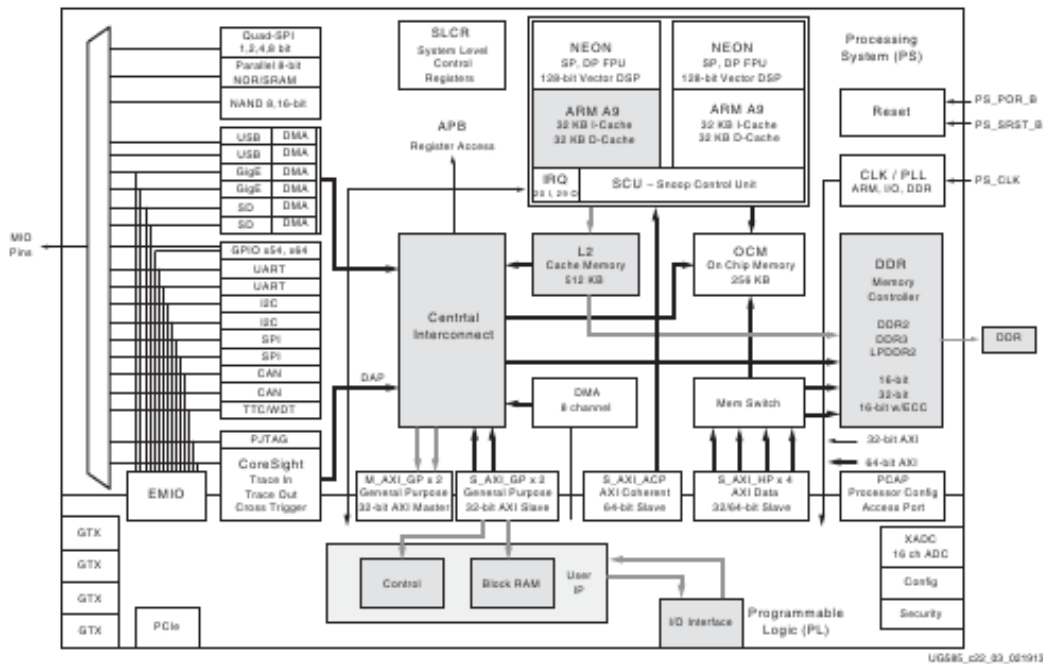 Quad-SPI
1,2,4,8 bit
Parallel 8-bit
NOR/SRAM
NAND 8,16-bit
SLCR
System Level
Control
Registers
NEON
SP, DP FPU
128-bit Vector DSP
NEON
SP, DP FPU
128-bit Vector DSP
ARM A9
32 KB I-Cache
32 KB D-Cache
ARM A9
32 KB I-Cache
32 KB D-Cache
Processing
System (PS)
Reset
PS_POR_B
PS_SRST_B
USB DMA
USB DMA
GigE DMA
GigE DMA
SD DMA
SD DMA
APB
Register Access
IRQ
SCU – Snoop Control Unit
CLK / PLL
ARM, I/O, DDR
PS_CLK
MIO
Pins
GPIO x54, x64
UART
UART
I2C
I2C
SPI
SPI
CAN
CAN
TTC/WDT
Centrtal
Interconnect
L2
Cache Memory
512 KB
OCM
On Chip Memory
256 KB
DDR
Memory
Controller
DDR2
DDR3
LPDDR2
16-bit
32-bit
16-bit w/ECC
DDR
DAP
DMA
8 channel
Mem Switch
32-bit AXI
64-bit AXI
PJTAG
CoreSight
Trace In
Trace Out
Cross Trigger
EMIO
M_AXI_GP x 2
General Purpose
32-bit AXI Master
S_AXI_GP x 2
General Purpose
32-bit AXI Slave
S_AXI_ACP
AXI Coherent
64-bit Slave
S_AXI_HP x 4
AXI Data
32/64-bit Slave
PCAP
Processor Config
Access Port
GTX
GTX
GTX
GTX
PCIe
Control
Block RAM
User
IP
I/O Interface
Programmable
Logic (PL)
XADC
16 ch ADC
Config
Security
UG585_c22_03_021913